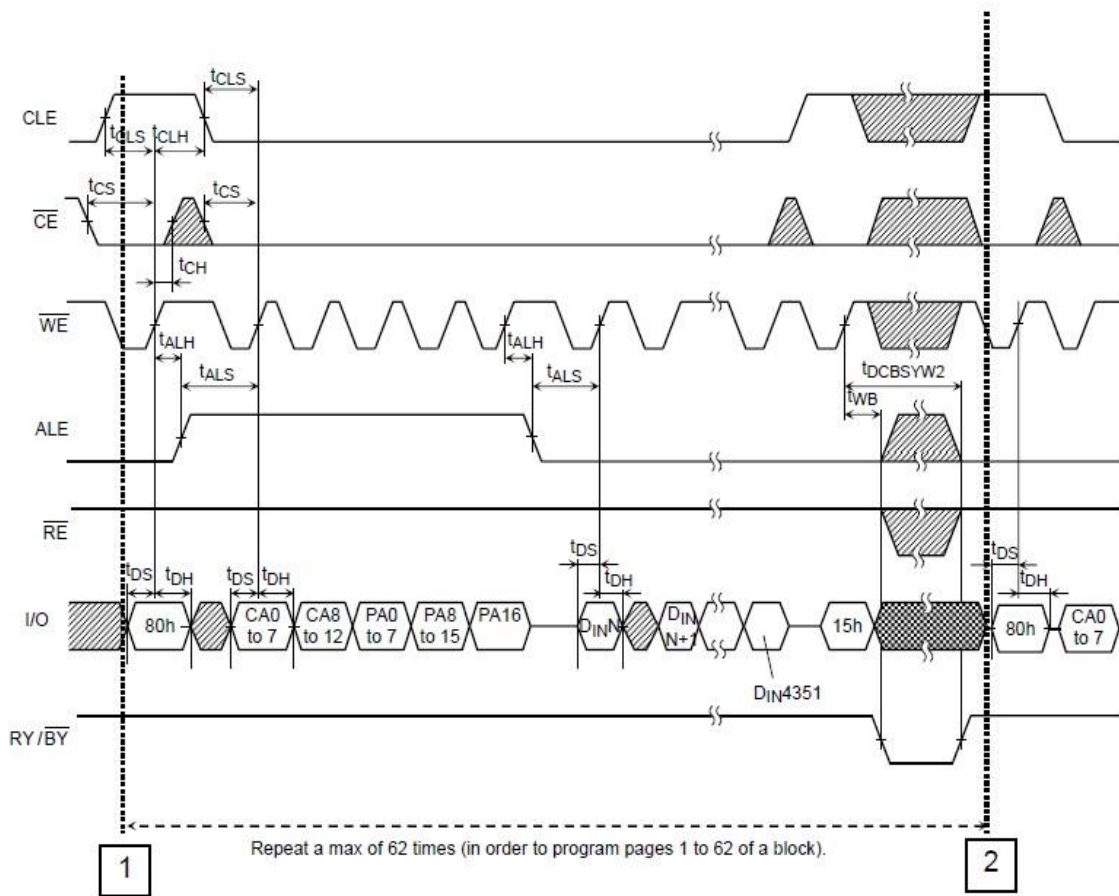 tCLS
CLE
tCLS tCLH
tCS tCS
CE
tCH
WE
tALH tALH
tALS tALS
tDCBSYW2
tWB
ALE
RE
tDS tDH tDS tDH tDS tDH tDS tDH
I/O
80h
CA0 to 7
CA8 to 12
PA0 to 7
PA8 to 15
PA16
DINN
DIN N+1
15h
80h
CA0 to 7
DIN4351
RY/BY
1
Repeat a max of 62 times (in order to program pages 1 to 62 of a block).
2